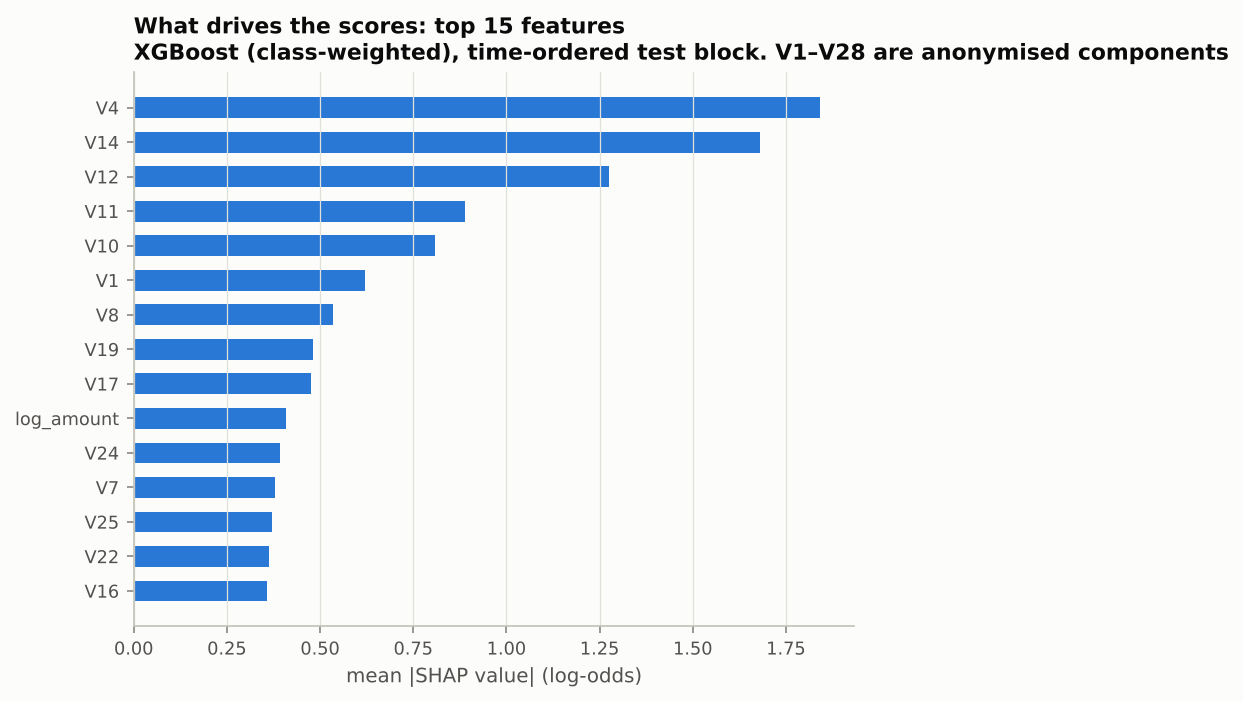 What drives the scores: top 15 features
XGBoost (class-weighted), time-ordered test block. V1–V28 are anonymised components
V4
V14
V12
V11
V10
V1
V8
V19
V17
log_amount
V24
V7
V25
V22
V16
0.00 0.25 0.50 0.75 1.00 1.25 1.50 1.75
mean |SHAP value| (log-odds)